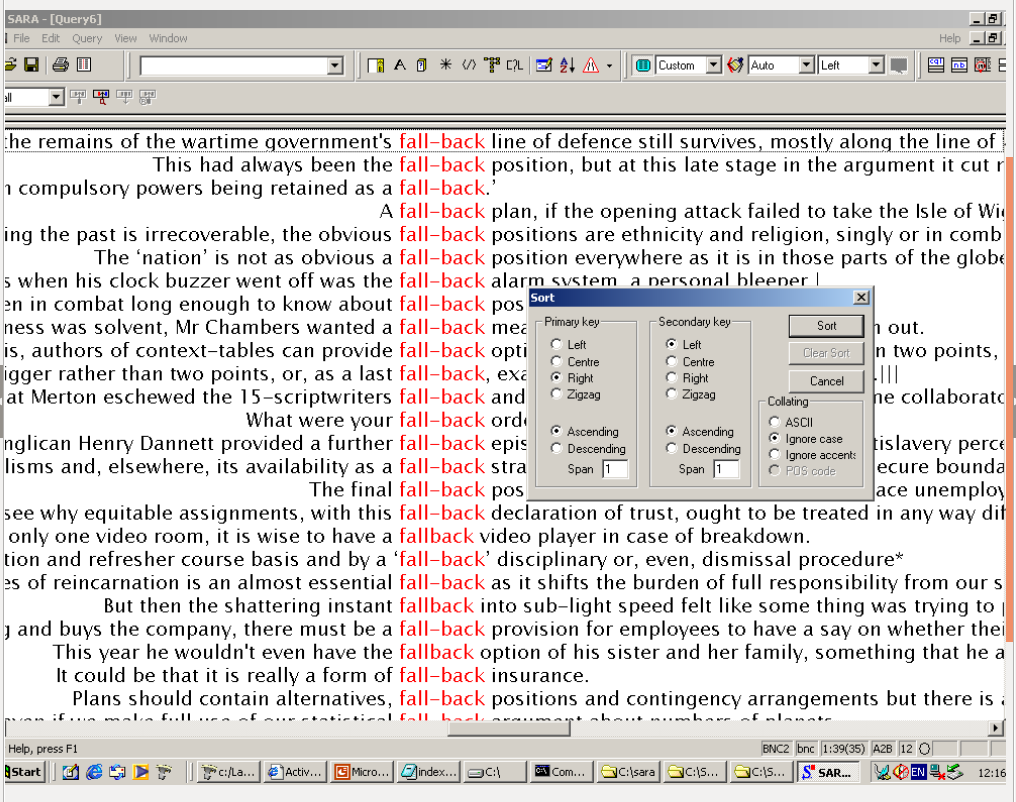 SARA - [Query6]
File Edit Query View Window Help
Custom Auto Left
the remains of the wartime government's fall-back line of defence still survives, mostly along the line of
This had always been the fall-back position, but at this late stage in the argument it cut
compulsory powers being retained as a fall-back.’
A fall-back plan, if the opening attack failed to take the Isle of
ing the past is irrecoverable, the obvious fall-back positions are ethnicity and religion, singly or in comb
The ‘nation’ is not as obvious a fall-back position everywhere as it is in those parts of the globe
s when his clock buzzer went off was the fall-back alarm system, a personal bleeper.|
en in combat long enough to know about fall-back pos
ness was solvent, Mr Chambers wanted a fall-back mea n out.
is, authors of context-tables can provide fall-back opti n two points,
igger rather than two points, or, as a last fall-back, exa .|||
at Merton eschewed the 15-scriptwriters fall-back and ne collaborato
What were your fall-back orde
nglican Henry Dannett provided a further fall-back epis tislavery perce
lisms and, elsewhere, its availability as a fall-back stra ecure bounda
The final fall-back pos ace unemploy
see why equitable assignments, with this fall-back declaration of trust, ought to be treated in any way dif
only one video room, it is wise to have a fallback video player in case of breakdown.
tion and refresher course basis and by a ‘fall-back’ disciplinary or, even, dismissal procedure*
es of reincarnation is an almost essential fall-back as it shifts the burden of full responsibility from our s
But then the shattering instant fallback into sub-light speed felt like some thing was trying to
g and buys the company, there must be a fall-back provision for employees to have a say on whether thei
This year he wouldn't even have the fallback option of his sister and her family, something that he a
It could be that it is really a form of fall-back insurance.
Plans should contain alternatives, fall-back positions and contingency arrangements but there is
even if we make full use of our statistical fall-back argument about numbers of planets
Sort
Primary key
Left
Centre
Right
Zigzag
Ascending
Descending
Span 1
Secondary key
Left
Centre
Right
Zigzag
Ascending
Descending
Span 1
Sort
Clear Sort
Cancel
Collating
ASCII
Ignore case
Ignore accents
POS code
Help, press F1
BNC2 bnc 1:39(35) A2B 12
Start c:/La... Activ... Micro... index... C:\ Com... C:\sara C:\S... C:\S... SAR... EN 12:16